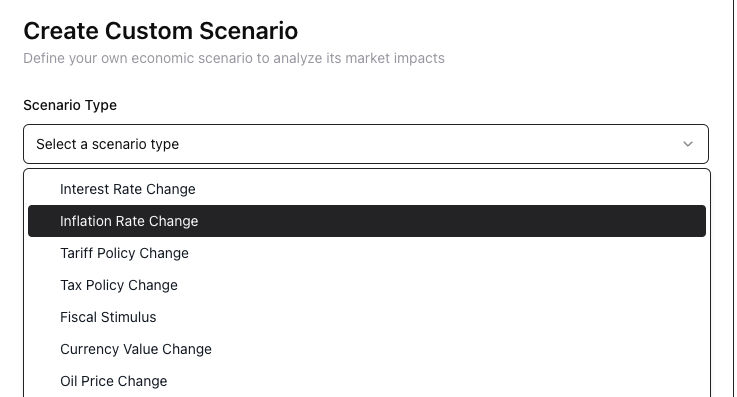 Create Custom Scenario
Define your own economic scenario to analyze its market impacts
Scenario Type
Select a scenario type
Interest Rate Change
Inflation Rate Change
Tariff Policy Change
Tax Policy Change
Fiscal Stimulus
Currency Value Change
Oil Price Change